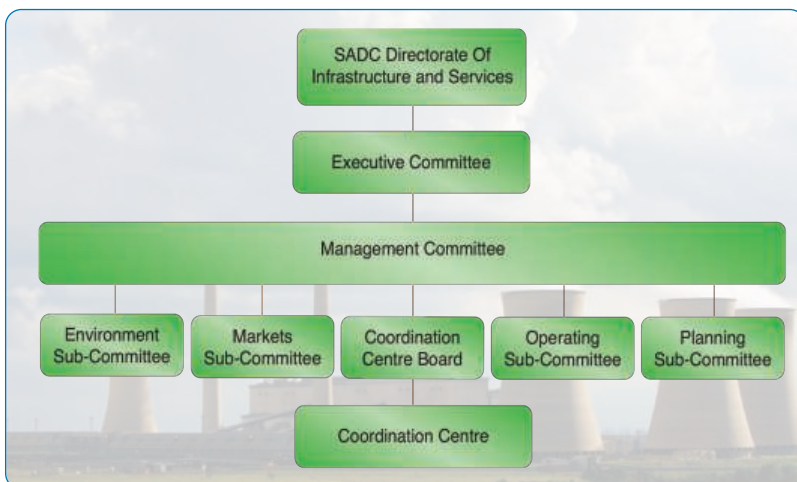 SADC Directorate Of
Infrastructure and Services
Executive Committee
Management Committee
Environment
Sub-Committee
Markets
Sub-Committee
Coordination
Centre Board
Operating
Sub-Committee
Planning
Sub-Committee
Coordination Centre